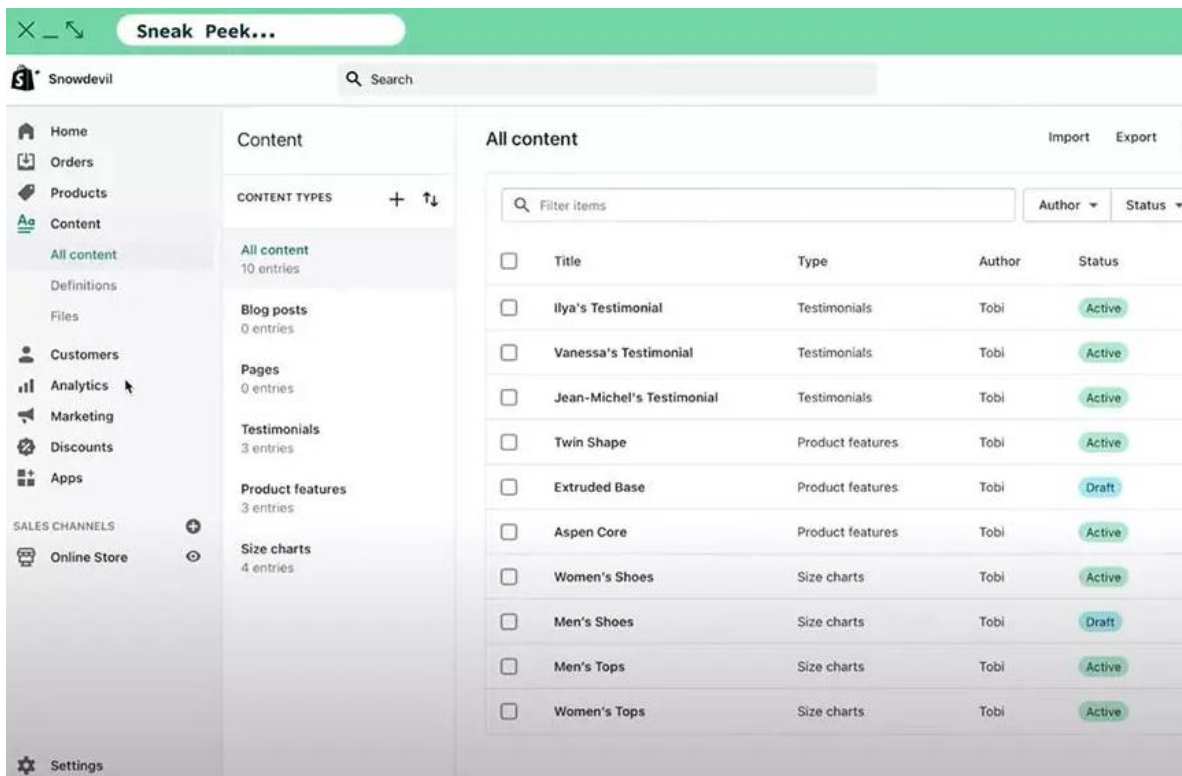 Sneak Peek...
Snowdevil
Search
Home
Orders
Products
Content
All content
Definitions
Files
Customers
Analytics
Marketing
Discounts
Apps
SALES CHANNELS
Online Store
Settings
Content
CONTENT TYPES
All content
10 entries
Blog posts
0 entries
Pages
0 entries
Testimonials
3 entries
Product features
3 entries
Size charts
4 entries
All content
Import Export
Filter items
Author Status
Title Type Author Status
Ilya's Testimonial Testimonials Tobi Active
Vanessa's Testimonial Testimonials Tobi Active
Jean-Michel's Testimonial Testimonials Tobi Active
Twin Shape Product features Tobi Active
Extruded Base Product features Tobi Draft
Aspen Core Product features Tobi Active
Women's Shoes Size charts Tobi Active
Men's Shoes Size charts Tobi Draft
Men's Tops Size charts Tobi Active
Women's Tops Size charts Tobi Active